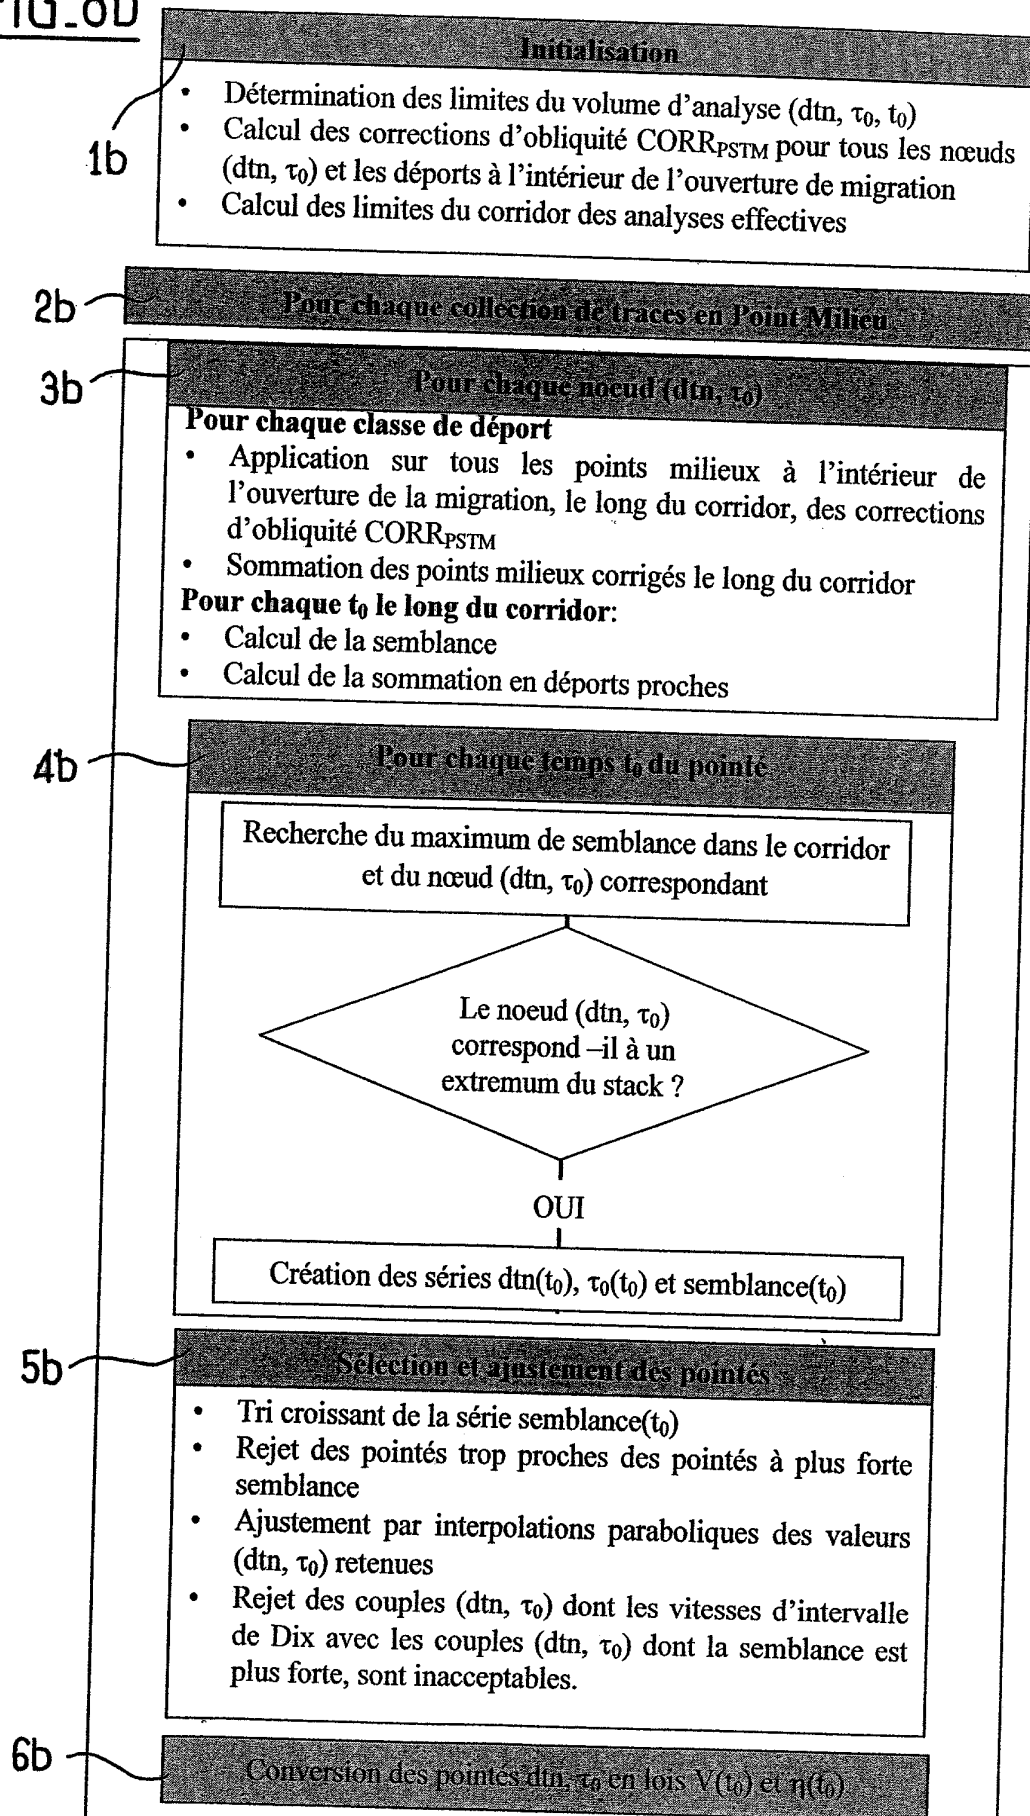 FIG_8b
Initialisation
• Détermination des limites du volume d'analyse (dtn, τ₀, t₀)
• Calcul des corrections d'obliquité CORR_PSTM pour tous les nœuds
(dtn, τ₀) et les déports à l'intérieur de l'ouverture de migration
• Calcul des limites du corridor des analyses effectives
1b
2b
Pour chaque collection de traces en Point Milieu
3b
Pour chaque noeud (dtn, τ₀)
Pour chaque classe de déport
• Application sur tous les points milieux à l'intérieur de
l'ouverture de la migration, le long du corridor, des corrections
d'obliquité CORR_PSTM
• Sommation des points milieux corrigés le long du corridor
Pour chaque t₀ le long du corridor:
• Calcul de la semblance
• Calcul de la sommation en déports proches
4b
Pour chaque temps t₀ du pointé
Recherche du maximum de semblance dans le corridor
et du nœud (dtn, τ₀) correspondant
Le noeud (dtn, τ₀)
correspond –il à un
extremum du stack ?
OUI
Création des séries dtn(t₀), τ₀(t₀) et semblance(t₀)
5b
Sélection et ajustement des pointés
• Tri croissant de la série semblance(t₀)
• Rejet des pointés trop proches des pointés à plus forte
semblance
• Ajustement par interpolations paraboliques des valeurs
(dtn, τ₀) retenues
• Rejet des couples (dtn, τ₀) dont les vitesses d'intervalle
de Dix avec les couples (dtn, τ₀) dont la semblance est
plus forte, sont inacceptables.
6b
Conversion des pointés dtn, τ₀ en lois V(t₀) et η(t₀)